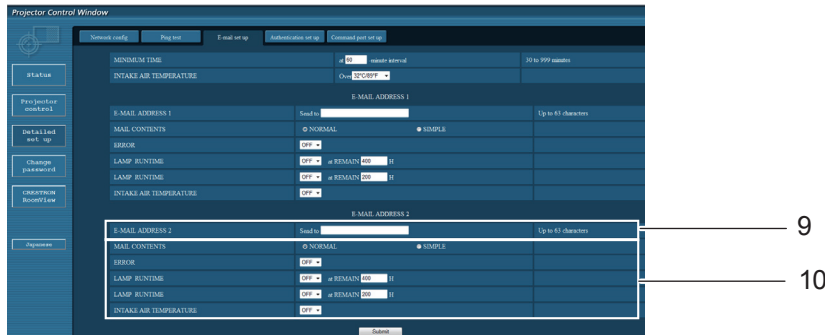 Projector Control Window
Network config Ping test E-mail set up Authentication set up Command port set up
MINIMUM TIME at 60 minute interval 30 to 999 minutes
INTAKE AIR TEMPERATURE Over 32°C/89°F
E-MAIL ADDRESS 1
E-MAIL ADDRESS 1 Send to Up to 63 characters
MAIL CONTENTS NORMAL SIMPLE
ERROR OFF
LAMP RUNTIME OFF at REMAIN 400 H
LAMP RUNTIME OFF at REMAIN 200 H
INTAKE AIR TEMPERATURE OFF
E-MAIL ADDRESS 2
E-MAIL ADDRESS 2 Send to Up to 63 characters
MAIL CONTENTS NORMAL SIMPLE
ERROR OFF
LAMP RUNTIME OFF at REMAIN 400 H
LAMP RUNTIME OFF at REMAIN 200 H
INTAKE AIR TEMPERATURE OFF
Submit
Status
Projector
control
Detailed
set up
Change
password
CRESTRON
RoomView
Japanese
9
10